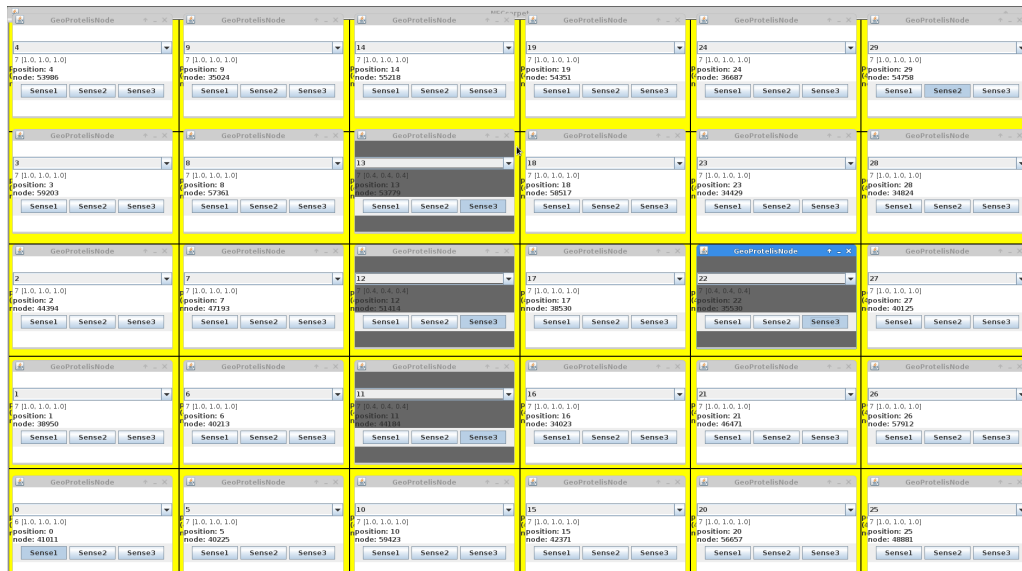 GeoProtelisNode GeoProtelisNode GeoProtelisNode GeoProtelisNode GeoProtelisNode GeoProtelisNode
4 9 14 19 24 29
7 [1.0, 1.0, 1.0] 7 [1.0, 1.0, 1.0] 7 [1.0, 1.0, 1.0] 7 [1.0, 1.0, 1.0] 7 [1.0, 1.0, 1.0] 7 [1.0, 1.0, 1.0]
position: 4 position: 9 position: 14 position: 19 position: 24 position: 29
node: 53986 node: 35024 node: 55218 node: 54351 node: 36687 node: 54758
Sense1 Sense2 Sense3 Sense1 Sense2 Sense3 Sense1 Sense2 Sense3 Sense1 Sense2 Sense3 Sense1 Sense2 Sense3 Sense1 Sense2 Sense3
GeoProtelisNode GeoProtelisNode GeoProtelisNode GeoProtelisNode GeoProtelisNode GeoProtelisNode
3 8 13 18 23 28
7 [1.0, 1.0, 1.0] 7 [1.0, 1.0, 1.0] 7 [0.4, 0.4, 0.4] 7 [1.0, 1.0, 1.0] 7 [1.0, 1.0, 1.0] 7 [1.0, 1.0, 1.0]
position: 3 position: 8 position: 13 position: 18 position: 23 position: 28
node: 59203 node: 57361 node: 53779 node: 58517 node: 34429 node: 34824
Sense1 Sense2 Sense3 Sense1 Sense2 Sense3 Sense1 Sense2 Sense3 Sense1 Sense2 Sense3 Sense1 Sense2 Sense3 Sense1 Sense2 Sense3
GeoProtelisNode GeoProtelisNode GeoProtelisNode GeoProtelisNode GeoProtelisNode GeoProtelisNode
2 7 12 17 22 27
7 [1.0, 1.0, 1.0] 7 [1.0, 1.0, 1.0] 7 [0.4, 0.4, 0.4] 7 [1.0, 1.0, 1.0] 7 [0.4, 0.4, 0.4] 7 [1.0, 1.0, 1.0]
position: 2 position: 7 position: 12 position: 17 position: 22 position: 27
node: 44394 node: 47193 node: 51414 node: 38530 node: node: 40125
Sense1 Sense2 Sense3 Sense1 Sense2 Sense3 Sense1 Sense2 Sense3 Sense1 Sense2 Sense3 Sense1 Sense2 Sense3 Sense1 Sense2 Sense3
GeoProtelisNode GeoProtelisNode GeoProtelisNode GeoProtelisNode GeoProtelisNode GeoProtelisNode
1 6 11 16 21 26
7 [1.0, 1.0, 1.0] 7 [1.0, 1.0, 1.0] 7 [0.4, 0.4, 0.4] 7 [1.0, 1.0, 1.0] 7 [1.0, 1.0, 1.0] 7 [1.0, 1.0, 1.0]
position: 1 position: 6 position: 11 position: 16 position: 21 position: 26
node: 38950 node: 40213 node: 44184 node: 34023 node: 46471 node: 57912
Sense1 Sense2 Sense3 Sense1 Sense2 Sense3 Sense1 Sense2 Sense3 Sense1 Sense2 Sense3 Sense1 Sense2 Sense3 Sense1 Sense2 Sense3
GeoProtelisNode GeoProtelisNode GeoProtelisNode GeoProtelisNode GeoProtelisNode GeoProtelisNode
0 5 10 15 20 25
6 [1.0, 1.0, 1.0] 7 [1.0, 1.0, 1.0] 7 [1.0, 1.0, 1.0] 7 [1.0, 1.0, 1.0] 7 [1.0, 1.0, 1.0] 7 [1.0, 1.0, 1.0]
position: 0 position: 5 position: 10 position: 15 position: 20 position: 25
node: 41011 node: 40225 node: 59423 node: 42371 node: 56657 node: 48881
Sense1 Sense2 Sense3 Sense1 Sense2 Sense3 Sense1 Sense2 Sense3 Sense1 Sense2 Sense3 Sense1 Sense2 Sense3 Sense1 Sense2 Sense3